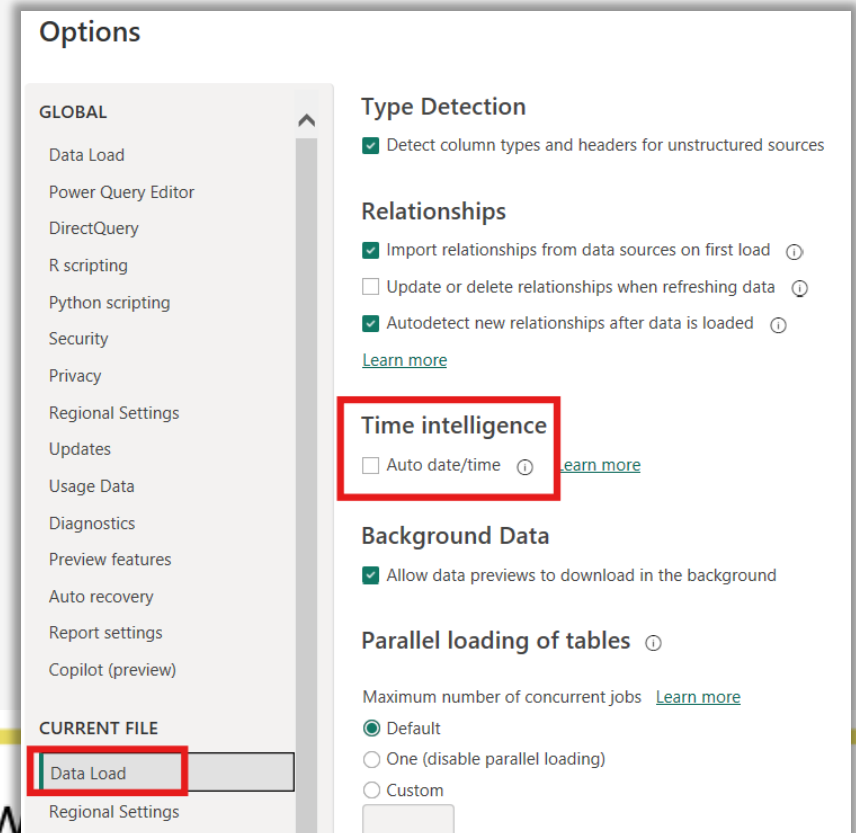 Options
GLOBAL
Data Load
Power Query Editor
DirectQuery
R scripting
Python scripting
Security
Privacy
Regional Settings
Updates
Usage Data
Diagnostics
Preview features
Auto recovery
Report settings
Copilot (preview)
CURRENT FILE
Data Load
Regional Settings
Type Detection
Detect column types and headers for unstructured sources
Relationships
Import relationships from data sources on first load
Update or delete relationships when refreshing data
Autodetect new relationships after data is loaded
Learn more
Time intelligence
Auto date/time Learn more
Background Data
Allow data previews to download in the background
Parallel loading of tables
Maximum number of concurrent jobs Learn more
Default
One (disable parallel loading)
Custom